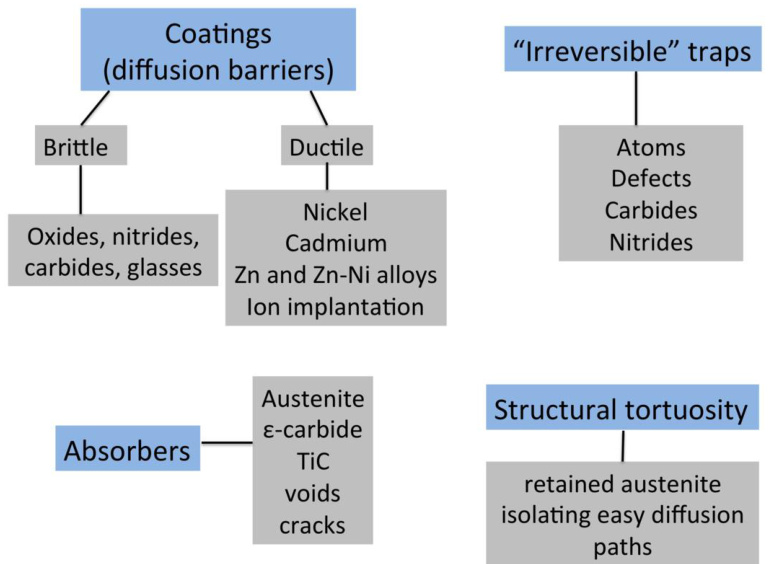 Coatings
(diffusion barriers)
Brittle
Oxides, nitrides,
carbides, glasses
Ductile
Nickel
Cadmium
Zn and Zn-Ni alloys
Ion implantation
“Irreversible” traps
Atoms
Defects
Carbides
Nitrides
Absorbers
Austenite
ε-carbide
TiC
voids
cracks
Structural tortuosity
retained austenite
isolating easy diffusion
paths